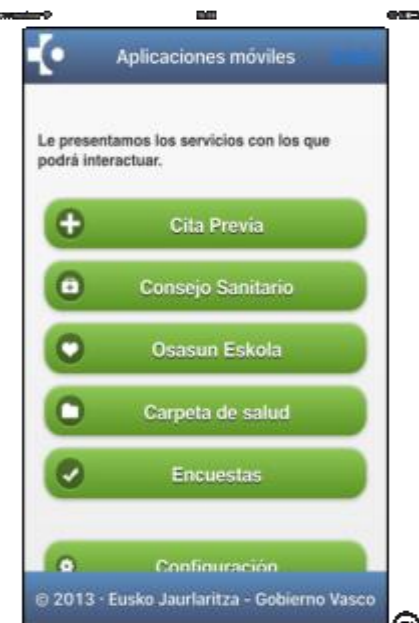 Aplicaciones móviles
Le presentamos los servicios con los que
podrá interactuar.
Cita Previa
Consejo Sanitario
Osasun Eskola
Carpeta de salud
Encuestas
Configuración
© 2013 - Eusko Jaurlaritza - Gobierno Vasco